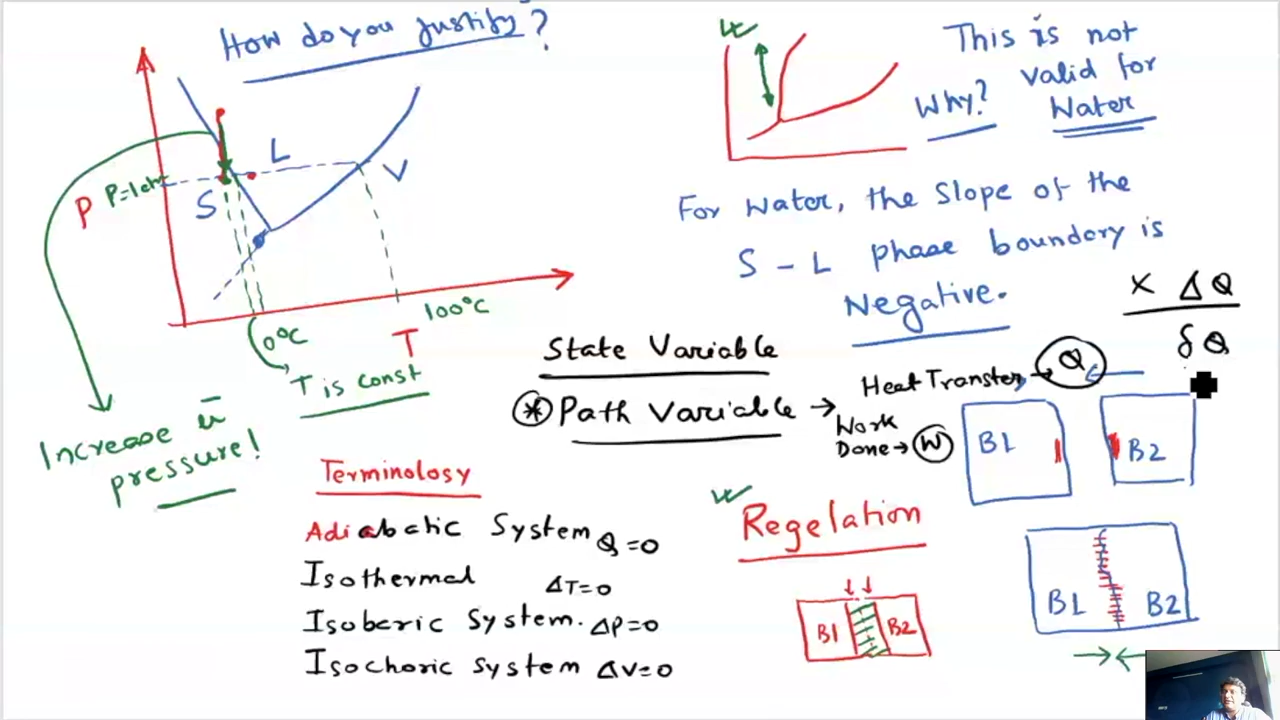 How do you justify?
P
P=1atm
S
L
V
0°C
100°C
T
T is const
Increase in
pressure!
This is not
Valid for
Why?
Water
For water, the slope of the
S - L phase boundary is
Negative.
X ΔQ
δQ
State Variable
* Path Variable →
Heat Transfer → Q
Work
Done → W
B1
B2
Terminology
Adiabatic System Q=0
Isothermal ΔT=0
Isobaric System. ΔP=0
Isochoric System ΔV=0
Regelation
B1
B2
B1
B2